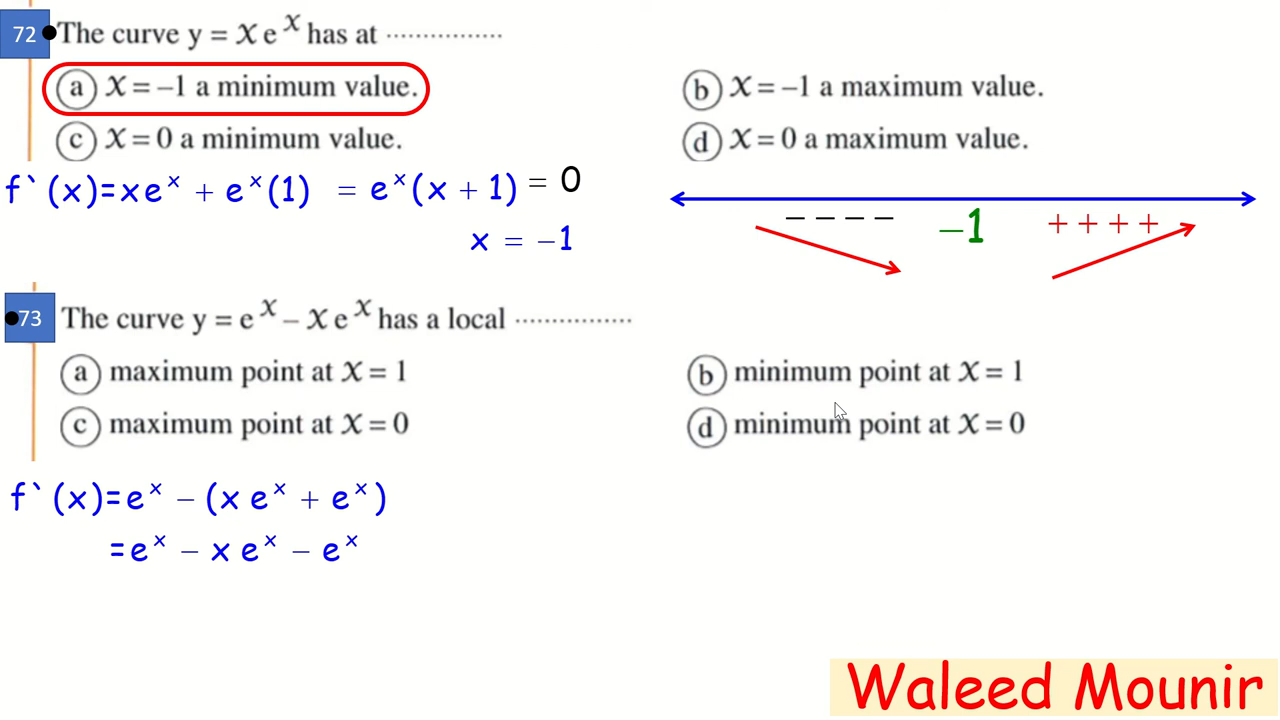 72 The curve y = x e^x has at ................
a x = –1 a minimum value.
b x = –1 a maximum value.
c x = 0 a minimum value.
d x = 0 a maximum value.
f`(x)=xe^x + e^x(1) = e^x(x + 1) = 0
x = −1
− − − − −1 + + + +
73 The curve y = e^x – x e^x has a local ................
a maximum point at x = 1
b minimum point at x = 1
c maximum point at x = 0
d minimum point at x = 0
f`(x)=e^x − (x e^x + e^x)
=e^x − x e^x − e^x
Waleed Mounir